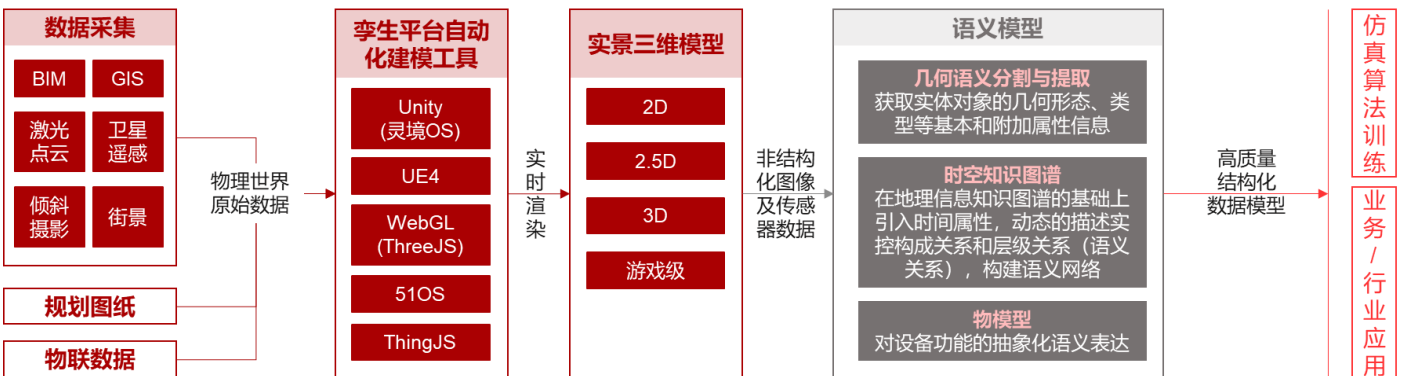 数据采集
BIM
GIS
激光
点云
卫星
遥感
倾斜
摄影
街景
规划图纸
物联数据
物理世界
原始数据
孪生平台自动
化建模工具
Unity
(灵境OS)
UE4
WebGL
(ThreeJS)
51OS
ThingJS
实
时
渲
染
实景三维模型
2D
2.5D
3D
游戏级
非结构
化图像
及传感
器数据
语义模型
几何语义分割与提取
获取实体对象的几何形态、类
型等基本和附加属性信息
时空知识图谱
在地理信息知识图谱的基础上
引入时间属性，动态的描述实
控构成关系和层级关系（语义
关系），构建语义网络
物模型
对设备功能的抽象化语义表达
高质量
结构化
数据模型
仿
真
算
法
训
练
业
务
/
行
业
应
用